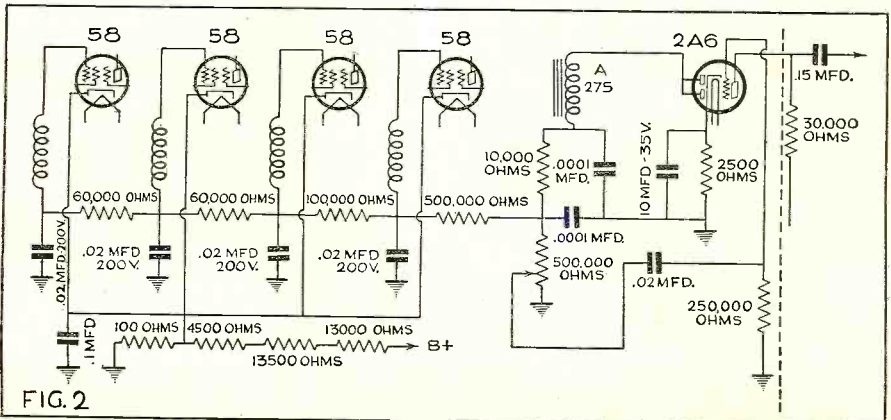 58
58
58
58
2A6
A
275
.15 MFD.
30,000
OHMS
10,000
OHMS
.0001
MFD.
10 MFD-35V.
2500
OHMS
60,000 OHMS
60,000 OHMS
100,000 OHMS
500,000 OHMS
.02 MFD 200V.
.02 MFD
200V.
.02 MFD
200V.
.02 MFD
200V.
.0001 MFD.
500,000
OHMS
.02 MFD.
250,000
OHMS
.1 MFD
100 OHMS
4500 OHMS
13500 OHMS
13000 OHMS
B+
FIG. 2